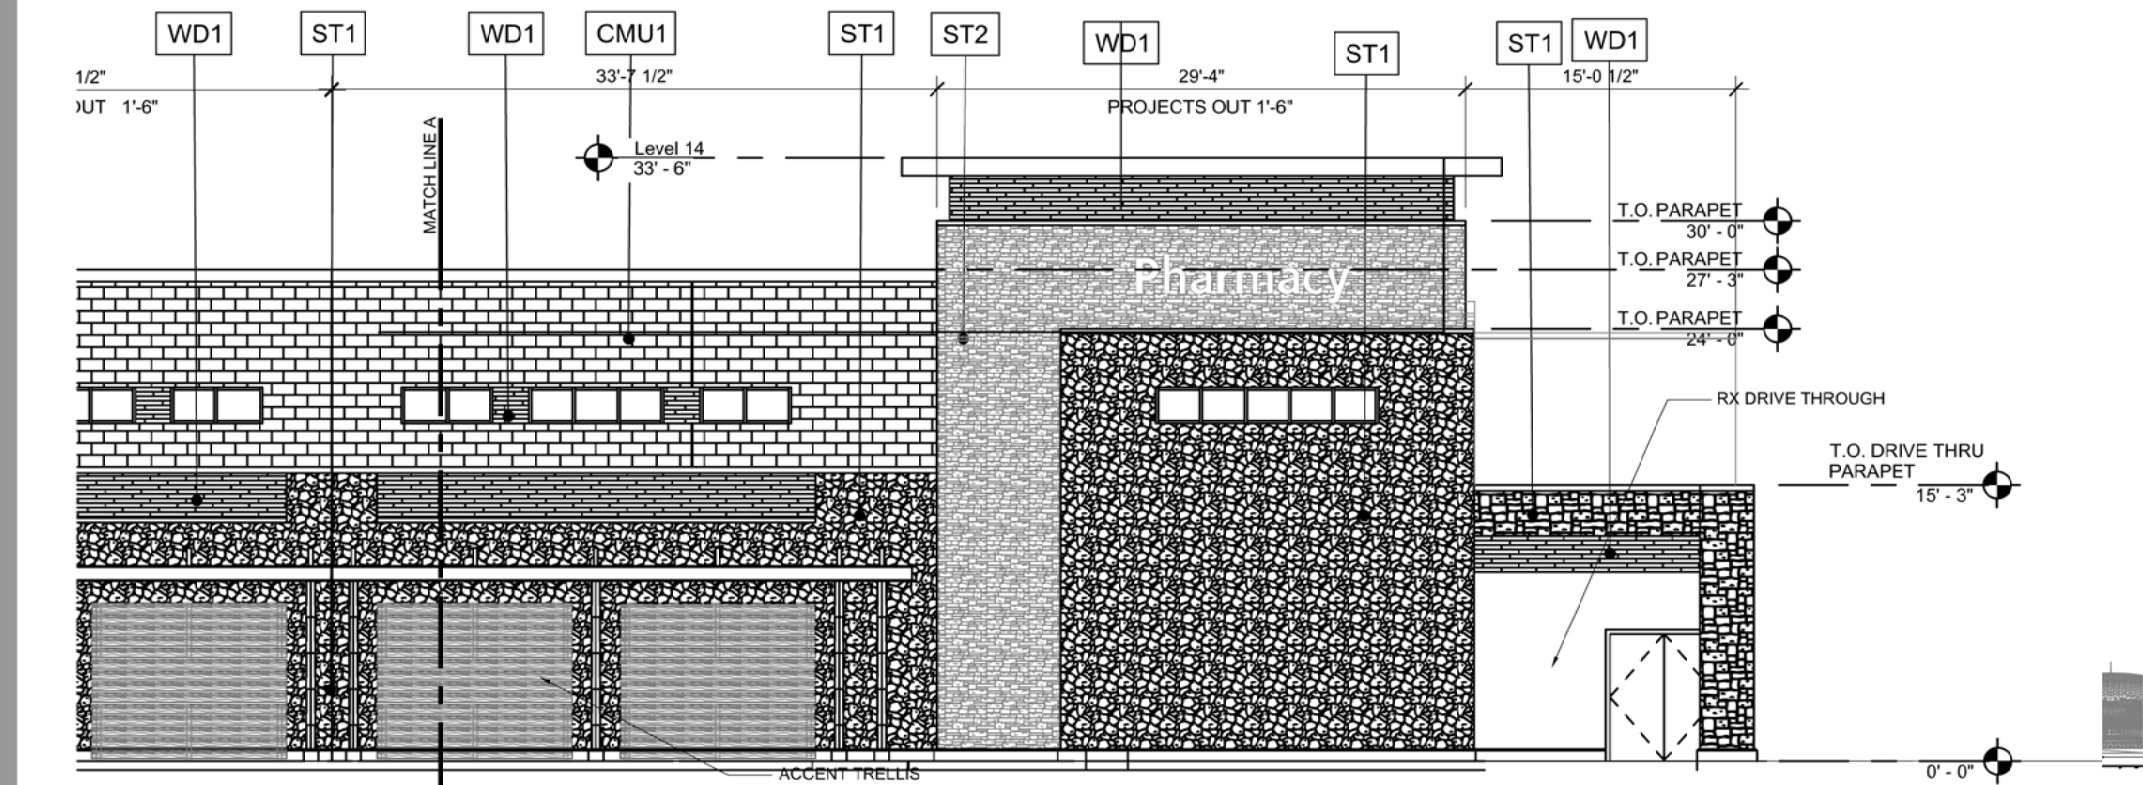 WD1
ST1
WD1
CMU1
ST1
ST2
WD1
ST1
ST1
WD1
1/2"
33'-7 1/2"
29'-4"
15'-0 1/2"
OUT 1'-6"
PROJECTS OUT 1'-6"
MATCH LINE A
Level 14
33' - 6"
T.O. PARAPET
30' - 0"
T.O. PARAPET
27' - 3"
Pharmacy
T.O. PARAPET
24' - 0"
RX DRIVE THROUGH
T.O. DRIVE THRU
PARAPET
15' - 3"
ACCENT TRELLIS
0' - 0"